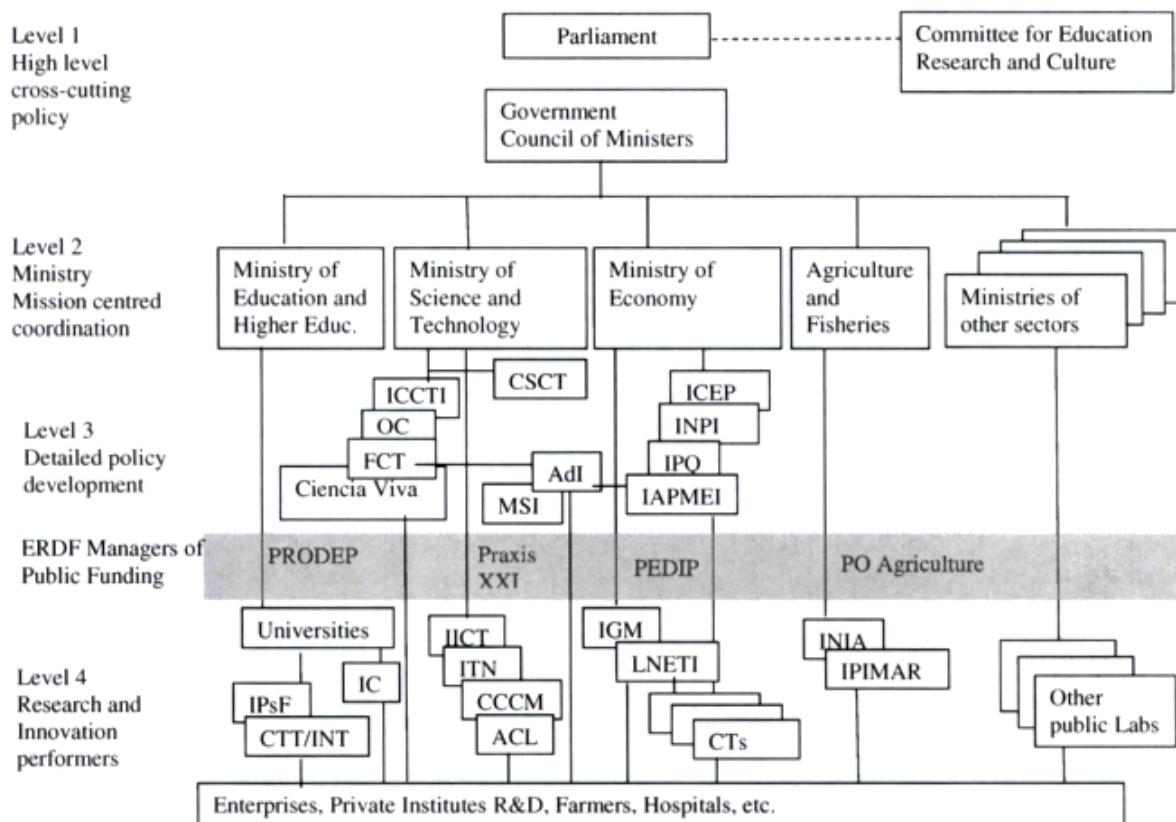 Level 1
High level
cross-cutting
policy
Parliament
Committee for Education
Research and Culture
Government
Council of Ministers
Level 2
Ministry
Mission centred
coordination
Ministry of
Education and
Higher Educ.
Ministry of
Science and
Technology
Ministry of
Economy
Agriculture
and
Fisheries
Ministries of
other sectors
Level 3
Detailed policy
development
ICCTI
OC
FCT
Ciencia Viva
CSCT
AdI
MSI
ICEP
INPI
IPQ
IAPMEI
ERDF Managers of
Public Funding
PRODEP
Praxis
XXI
PEDIP
PO Agriculture
Level 4
Research and
Innovation
performers
Universities
IC
IPsF
CTT/INT
IICT
ITN
CCCM
ACL
IGM
LNETI
CTs
INIA
IPIMAR
Other
public Labs
Enterprises, Private Institutes R&D, Farmers, Hospitals, etc.